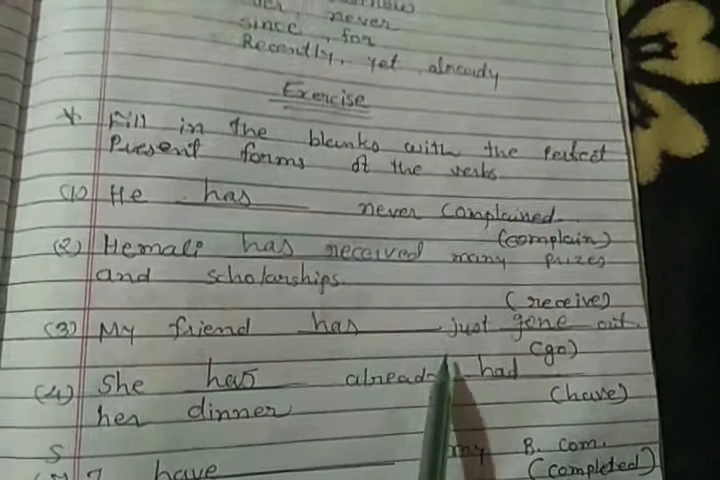 never
since, for
Recently, yet, already
Exercise
* Fill in the blanks with the Perfect
Present forms of the verbs.
(1) He has never complained.
(complain)
(2) Hemali has received many prizes
and scholarships.
(receive)
(3) My friend has just gone out.
(go)
(4) She has already had
her dinner (have)
5 my B. Com.
I have (completed)